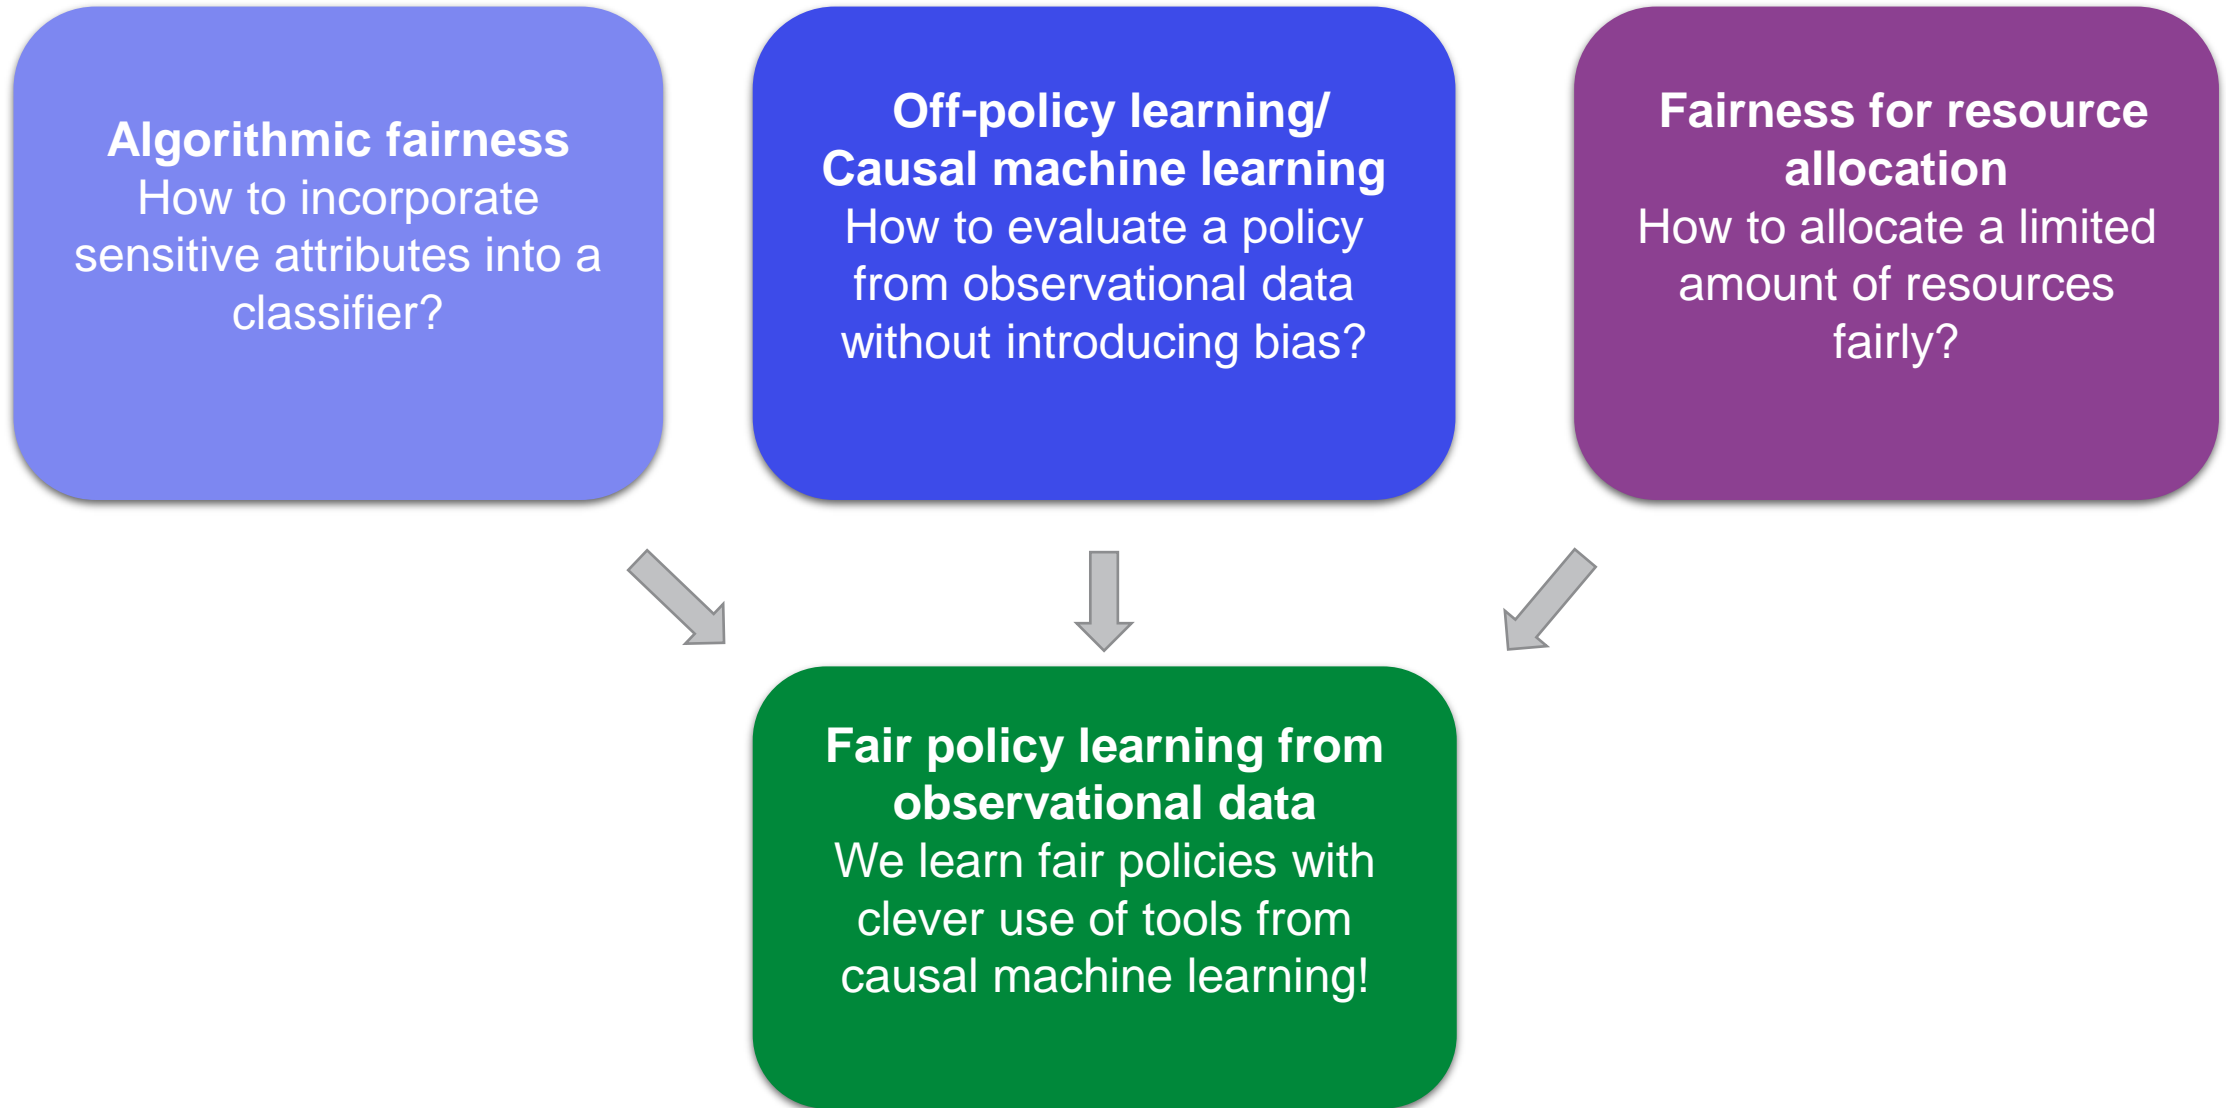 Algorithmic fairness
How to incorporate
sensitive attributes into a
classifier?
Off-policy learning/
Causal machine learning
How to evaluate a policy
from observational data
without introducing bias?
Fairness for resource
allocation
How to allocate a limited
amount of resources
fairly?
Fair policy learning from
observational data
We learn fair policies with
clever use of tools from
causal machine learning!